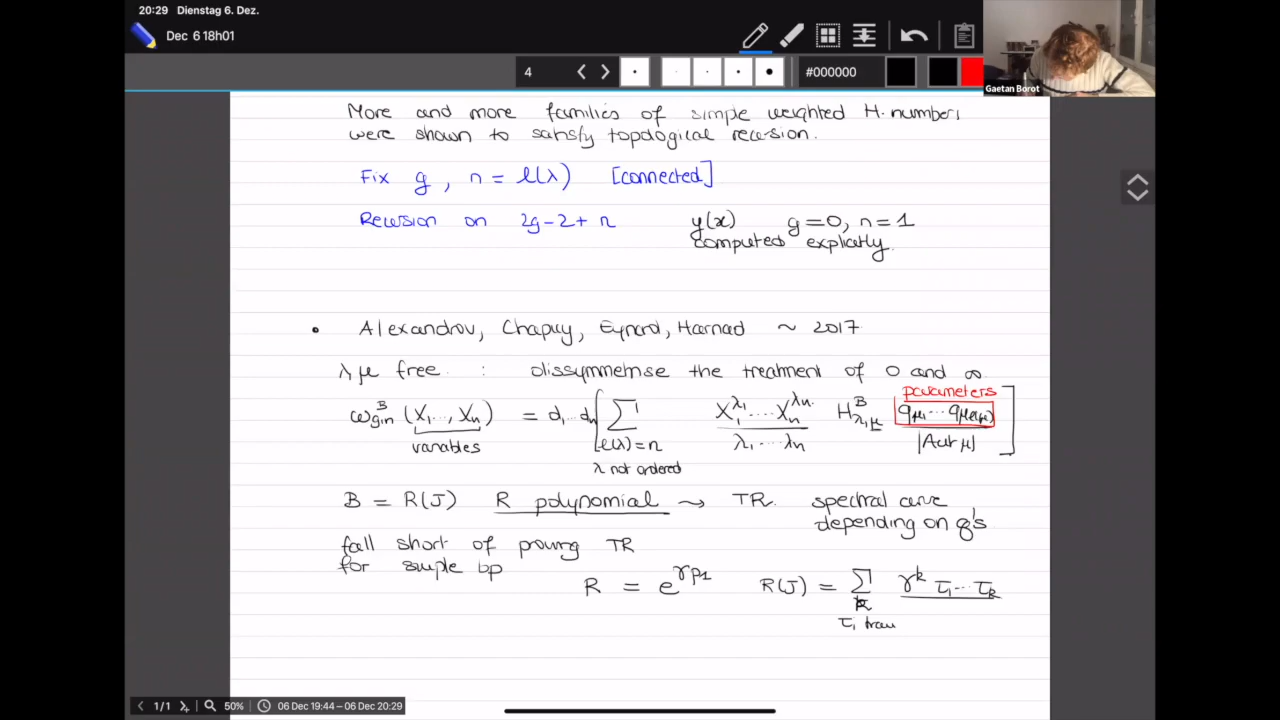 20:29 Dienstag 6. Dez.
Dec 6 18h01
4
#000000
Gaetan Borot
More and more families of simple weighted H. numbers
were shown to satisfy topological recursion.
Fix g, n = l(λ) [connected]
Recursion on 2g-2+n y(x) g=0, n=1
computed explicitly.
• Alexandrov, Chapuy, Eynard, Harnad ~ 2017
λ μ free : dissymetrise the treatment of 0 and ∞
parameters
ω_{g,n}^B (X_1, ..., X_n) = d_1...d_n [ Σ X_1^{λ_1}....X_n^{λ_n} H^B_{λ,μ} q_{μ_1}...q_{μ_{l(μ)}}
variables l(λ)=n λ_1...λ_n |Aut μ| ]
λ not ordered
B = R(J) R polynomial ⇝ TR. spectral curve
depending on q's
fall short of proving TR
for simple bp
R = e^{γp_1} R(J) = Σ γ^k τ_1...τ_k
k
τ_i tran
1/1 50% 06 Dec 19:44 – 06 Dec 20:29